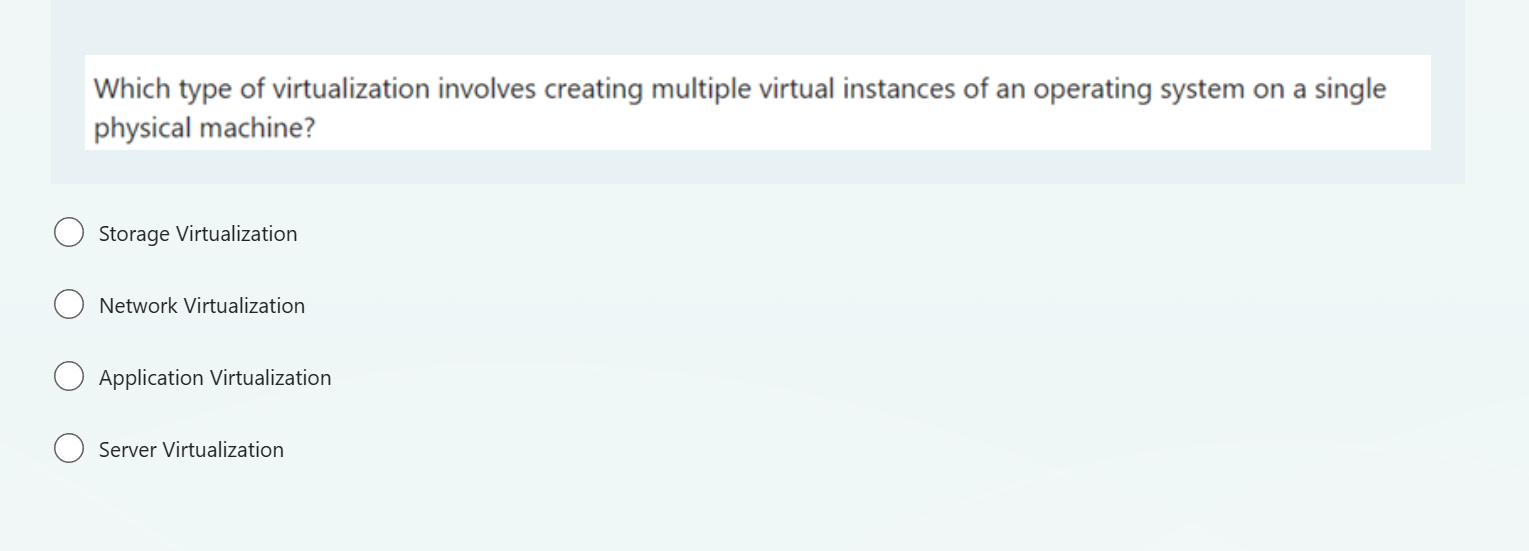 Which type of virtualization involves creating multiple virtual instances of an operating system on a single
physical machine?
Storage Virtualization
Network Virtualization
Application Virtualization
Server Virtualization